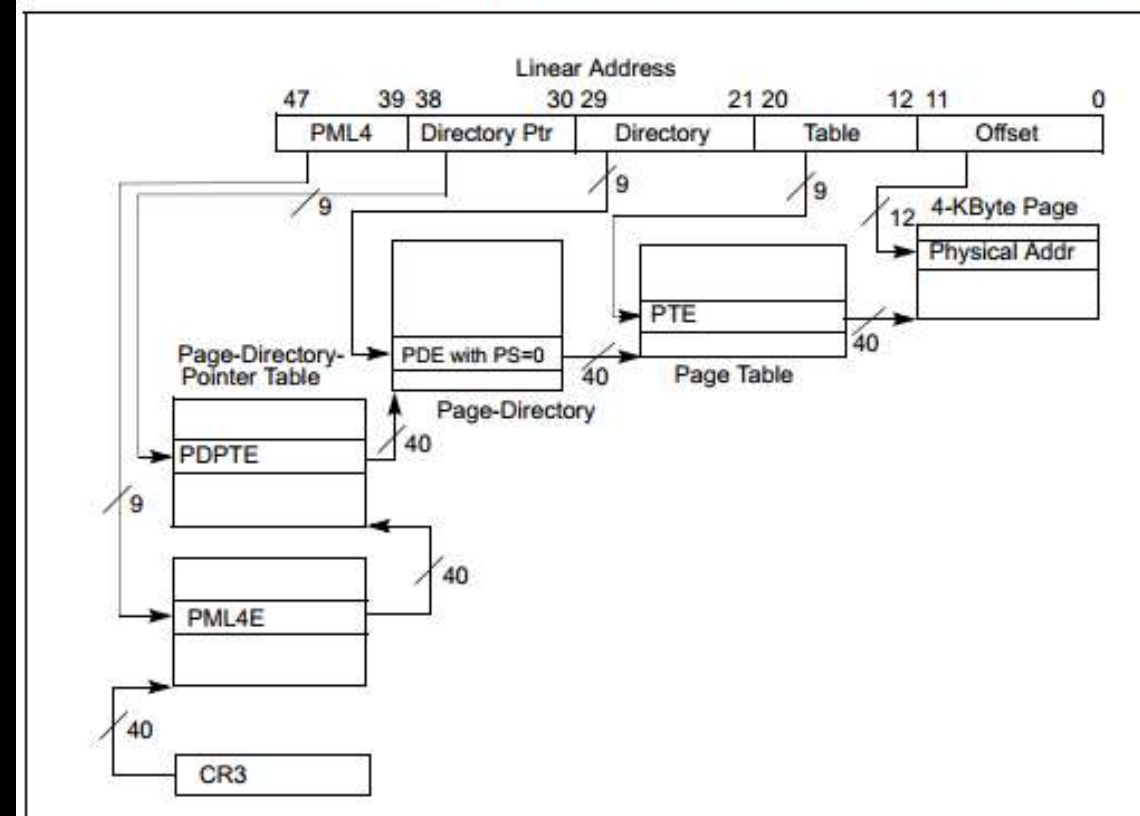 Linear Address
47 39 38 30 29 21 20 12 11 0
PML4 Directory Ptr Directory Table Offset
9 9 9
12 4-KByte Page
Physical Addr
PTE
40
Page-Directory-
Pointer Table
PDE with PS=0
40
Page Table
Page-Directory
40
PDPTE
9
40
PML4E
40
CR3